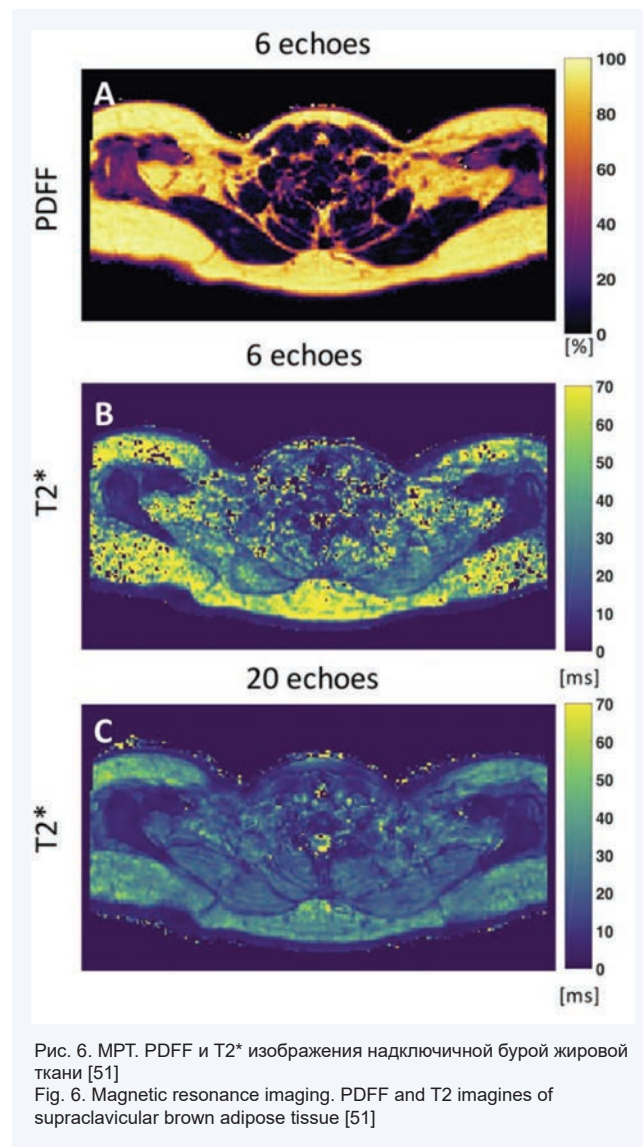 6 echoes
A
PDFF
100
80
60
40
20
0
[%]
6 echoes
B
T2*
70
60
50
40
30
20
10
0
[ms]
20 echoes
C
T2*
70
60
50
40
30
20
10
0
[ms]
Рис. 6. МРТ. PDFF и T2* изображения надключичной бурой жировой
ткани [51]
Fig. 6. Magnetic resonance imaging. PDFF and T2 imagines of
supraclavicular brown adipose tissue [51]